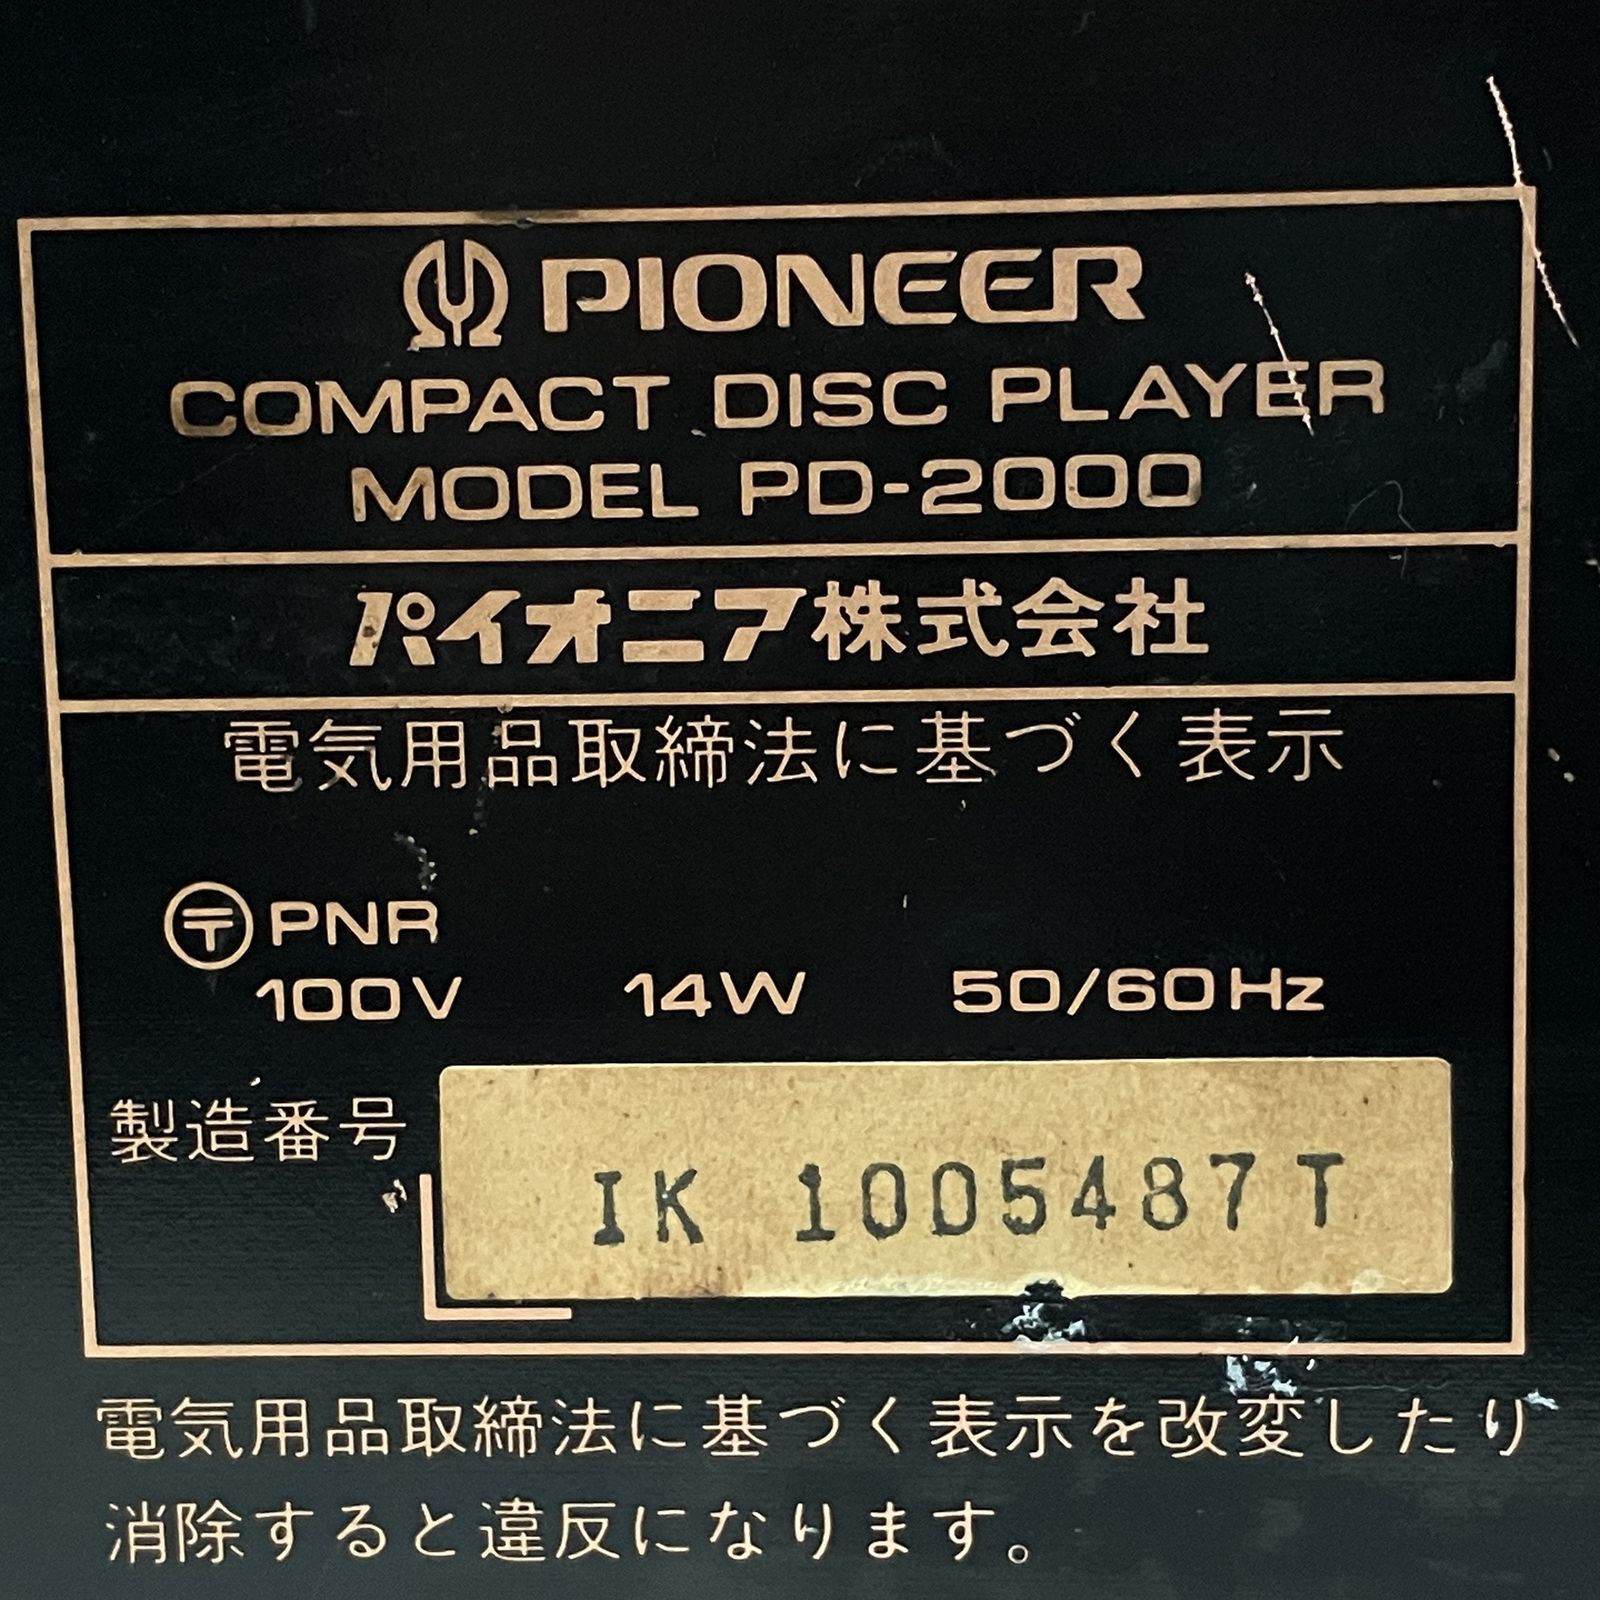 PIONEER
COMPACT DISC PLAYER
MODEL PD-2000
パイオニア株式会社
電気用品取締法に基づく表示
〒 PNR
100V 14W 50/60Hz
製造番号 IK 1005487T
電気用品取締法に基づく表示を改変したり
消除すると違反になります。